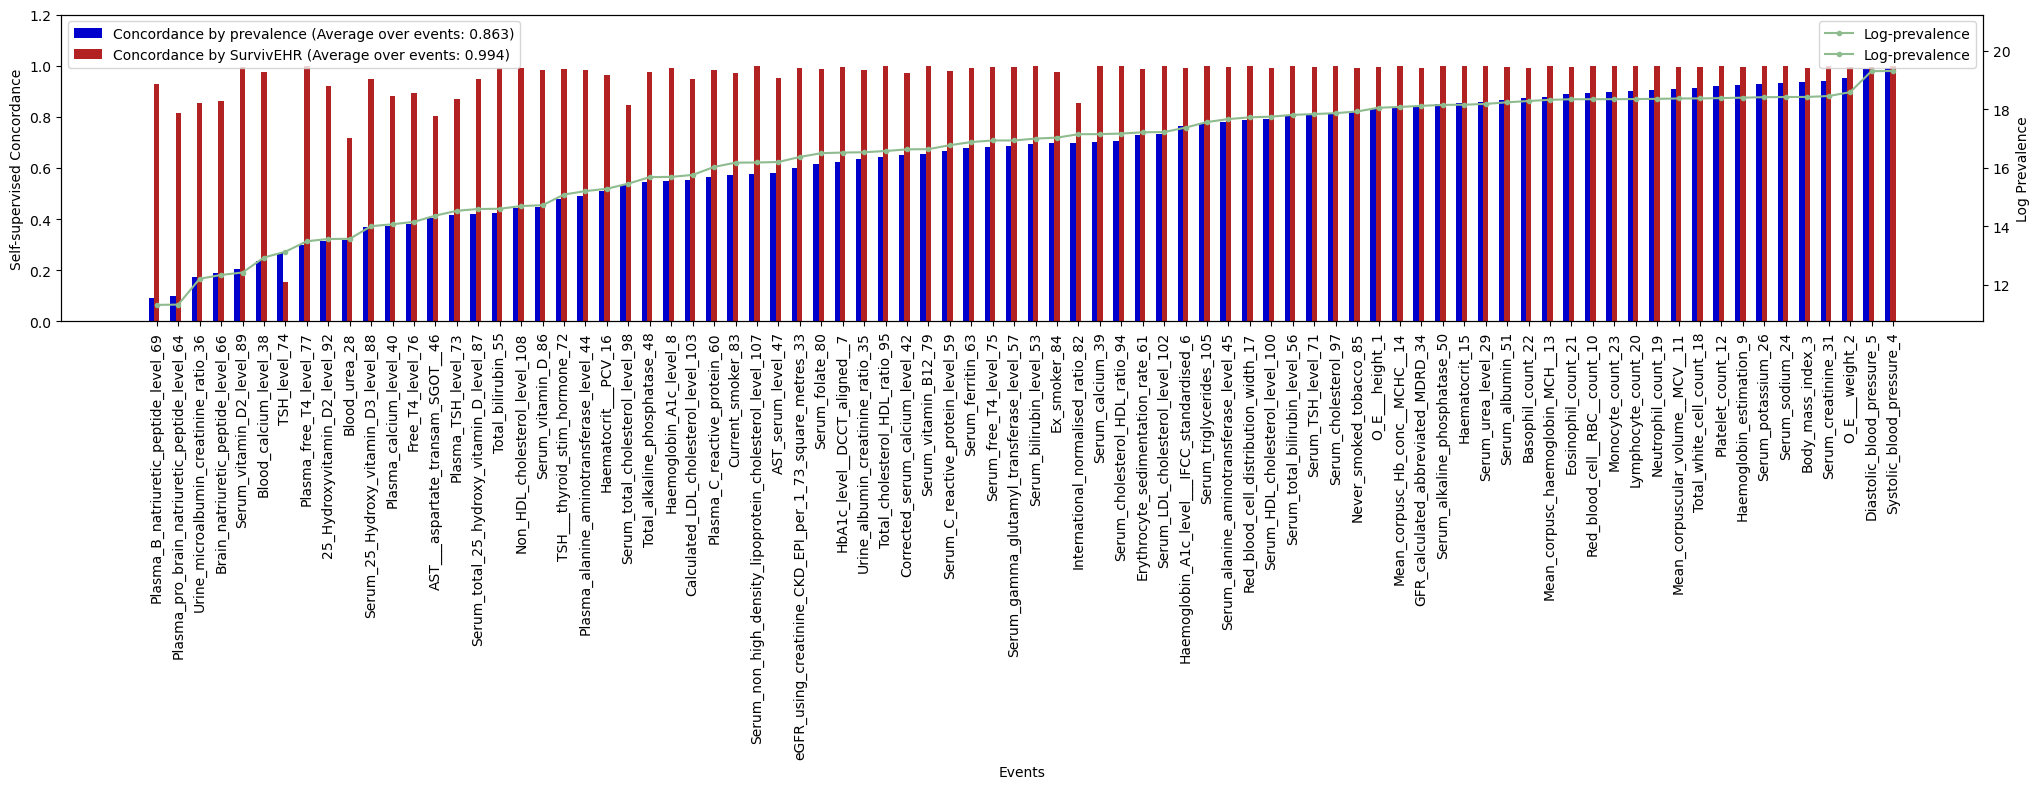 Concordance by prevalence (Average over events: 0.863)
Concordance by SurvivEHR (Average over events: 0.994)
Log-prevalence
Log-prevalence
Self-supervised Concordance
1.2
1.0
0.8
0.6
0.4
0.2
0.0
Log Prevalence
20
18
16
14
12
Plasma_B_natriuretic_peptide_level_69
Plasma_pro_brain_natriuretic_peptide_level_64
Urine_microalbumin_creatinine_ratio_36
Brain_natriuretic_peptide_level_66
Serum_vitamin_D2_level_89
Blood_calcium_level_38
TSH_level_74
Plasma_free_T4_level_77
25_Hydroxyvitamin_D2_level_92
Blood_urea_28
Serum_25_Hydroxy_vitamin_D3_level_88
Plasma_calcium_level_40
Free_T4_level_76
AST___aspartate_transam_SGOT__46
Plasma_TSH_level_73
Serum_total_25_hydroxy_vitamin_D_level_87
Total_bilirubin_55
Non_HDL_cholesterol_level_108
Serum_vitamin_D_86
TSH___thyroid_stim_hormone_72
Plasma_alanine_aminotransferase_level_44
Haematocrit___PCV_16
Serum_total_cholesterol_level_98
Total_alkaline_phosphatase_48
Haemoglobin_A1c_level_8
Calculated_LDL_cholesterol_level_103
Plasma_C_reactive_protein_60
Current_smoker_83
Serum_non_high_density_lipoprotein_cholesterol_level_107
AST_serum_level_47
eGFR_using_creatinine_CKD_EPI_per_1_73_square_metres_33
Serum_folate_80
HbA1c_level__DCCT_aligned__7
Urine_albumin_creatinine_ratio_35
Total_cholesterol_HDL_ratio_95
Corrected_serum_calcium_level_42
Serum_vitamin_B12_79
Serum_C_reactive_protein_level_59
Serum_ferritin_63
Serum_free_T4_level_75
Serum_gamma_glutamyl_transferase_level_57
Serum_bilirubin_level_53
Ex_smoker_84
International_normalised_ratio_82
Serum_calcium_39
Serum_cholesterol_HDL_ratio_94
Erythrocyte_sedimentation_rate_61
Serum_LDL_cholesterol_level_102
Haemoglobin_A1c_level___IFCC_standardised_6
Serum_triglycerides_105
Serum_alanine_aminotransferase_level_45
Red_blood_cell_distribution_width_17
Serum_HDL_cholesterol_level_100
Serum_total_bilirubin_level_56
Serum_TSH_level_71
Serum_cholesterol_97
Never_smoked_tobacco_85
O_E___height_1
Mean_corpusc_Hb_conc__MCHC__14
GFR_calculated_abbreviated_MDRD_34
Serum_alkaline_phosphatase_50
Haematocrit_15
Serum_urea_level_29
Serum_albumin_51
Basophil_count_22
Mean_corpusc_haemoglobin_MCH__13
Eosinophil_count_21
Red_blood_cell__RBC__count_10
Monocyte_count_23
Lymphocyte_count_20
Neutrophil_count_19
Mean_corpuscular_volume__MCV__11
Total_white_cell_count_18
Platelet_count_12
Haemoglobin_estimation_9
Serum_potassium_26
Serum_sodium_24
Body_mass_index_3
Serum_creatinine_31
O_E___weight_2
Diastolic_blood_pressure_5
Systolic_blood_pressure_4
Events